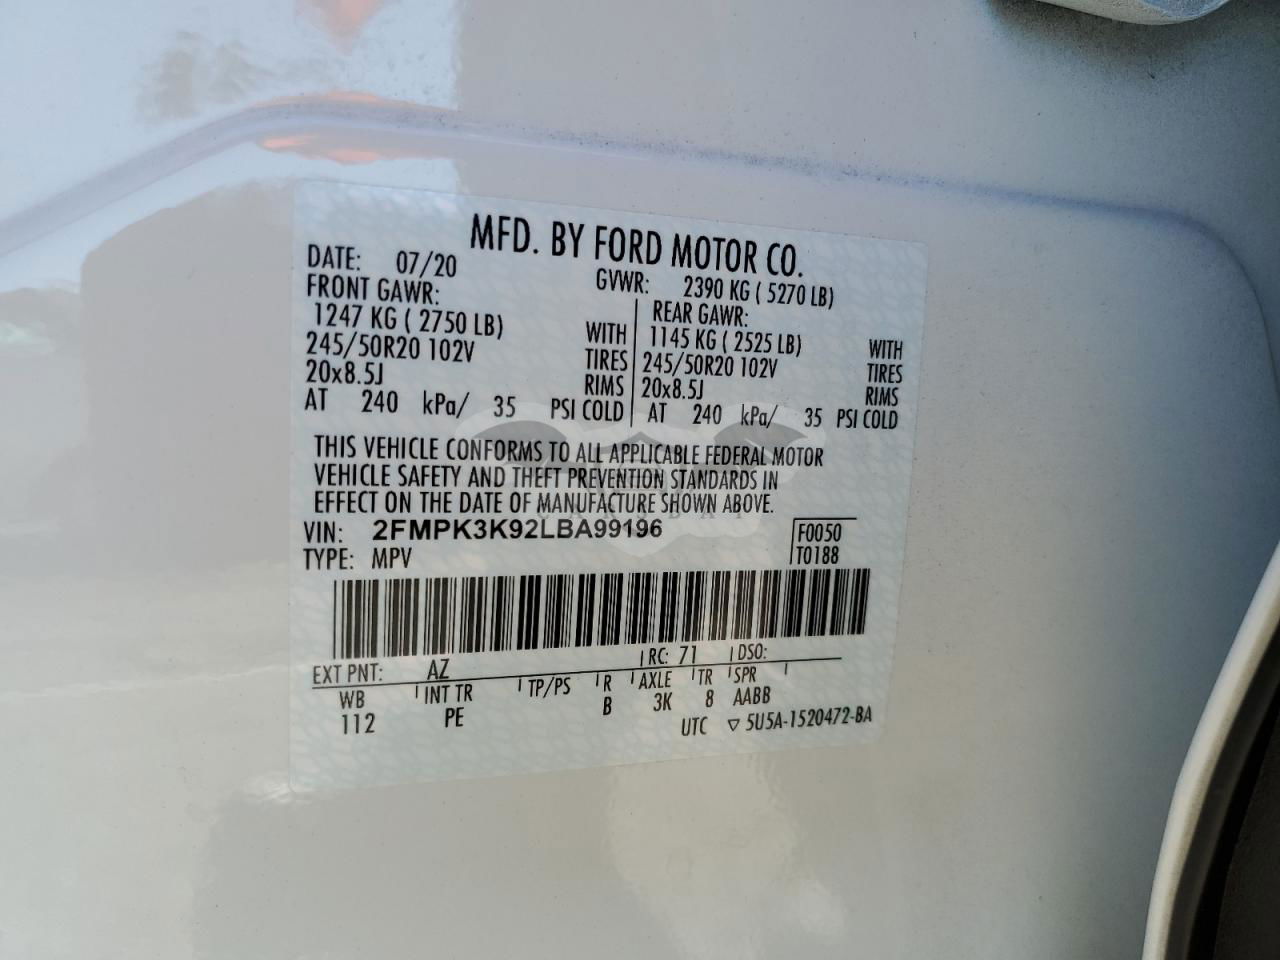 MFD. BY FORD MOTOR CO.
DATE: 07/20 GVWR: 2390 KG ( 5270 LB)
FRONT GAWR: REAR GAWR:
1247 KG ( 2750 LB) WITH 1145 KG ( 2525 LB) WITH
245/50R20 102V TIRES 245/50R20 102V TIRES
20x8.5J RIMS 20x8.5J RIMS
AT 240 kPa/ 35 PSI COLD AT 240 kPa/ 35 PSI COLD
THIS VEHICLE CONFORMS TO ALL APPLICABLE FEDERAL MOTOR
VEHICLE SAFETY AND THEFT PREVENTION STANDARDS IN
EFFECT ON THE DATE OF MANUFACTURE SHOWN ABOVE.
VIN: 2FMPK3K92LBA99196 F0050
TYPE: MPV T0188
EXT PNT: AZ RC: 71 DSO:
WB INT TR TP/PS R AXLE TR SPR
112 PE B 3K 8 AABB
UTC ▽ 5U5A-1520472-BA